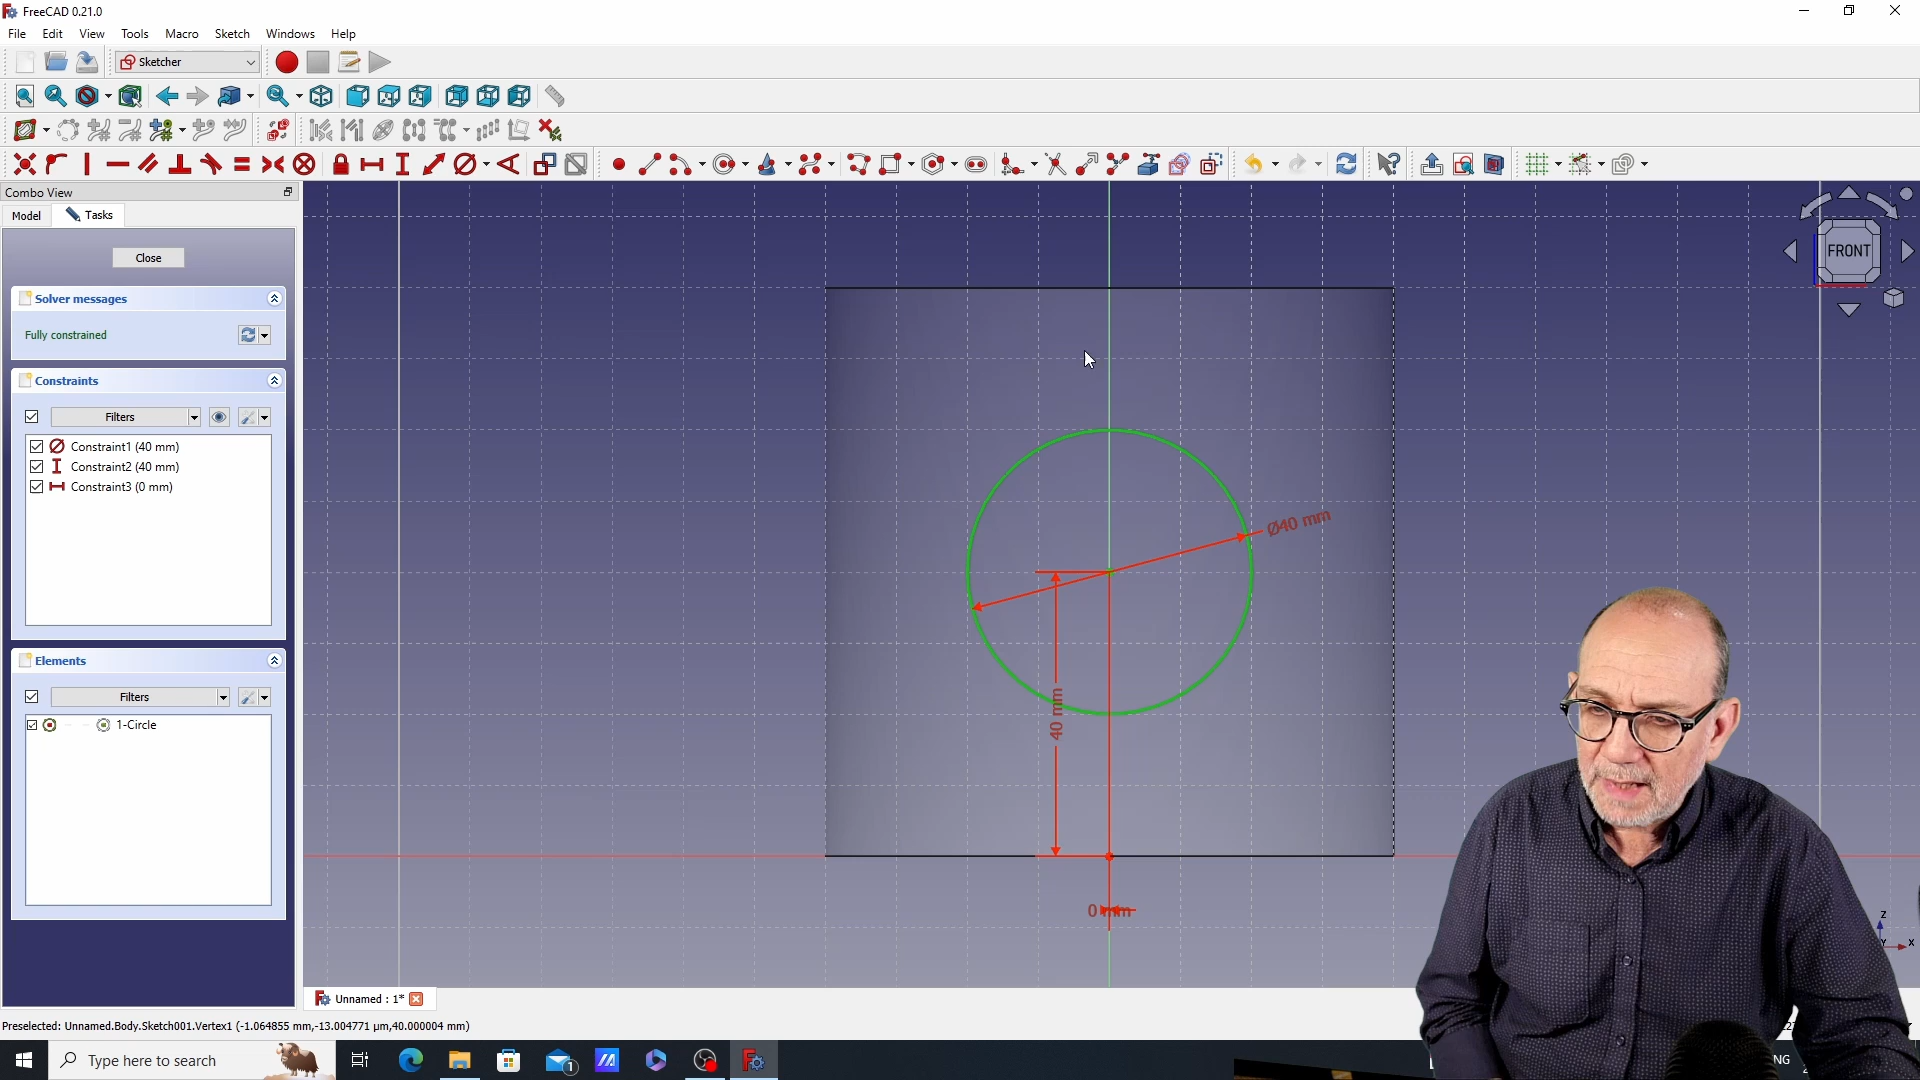 FreeCAD 0.21.0
File Edit View Tools Macro Sketch Windows Help
Sketcher
Combo View
Model Tasks
Close
Solver messages
Fully constrained
Constraints
Filters
Constraint1 (40 mm)
Constraint2 (40 mm)
Constraint3 (0 mm)
Elements
Filters
1-Circle
FRONT
Ø40 mm
40 mm
0 mm
Z
Y
X
Unnamed : 1*
Preselected: Unnamed.Body.Sketch001.Vertex1 (-1.064855 mm,-13.004771 µm,40.000004 mm)
Type here to search
1
NG